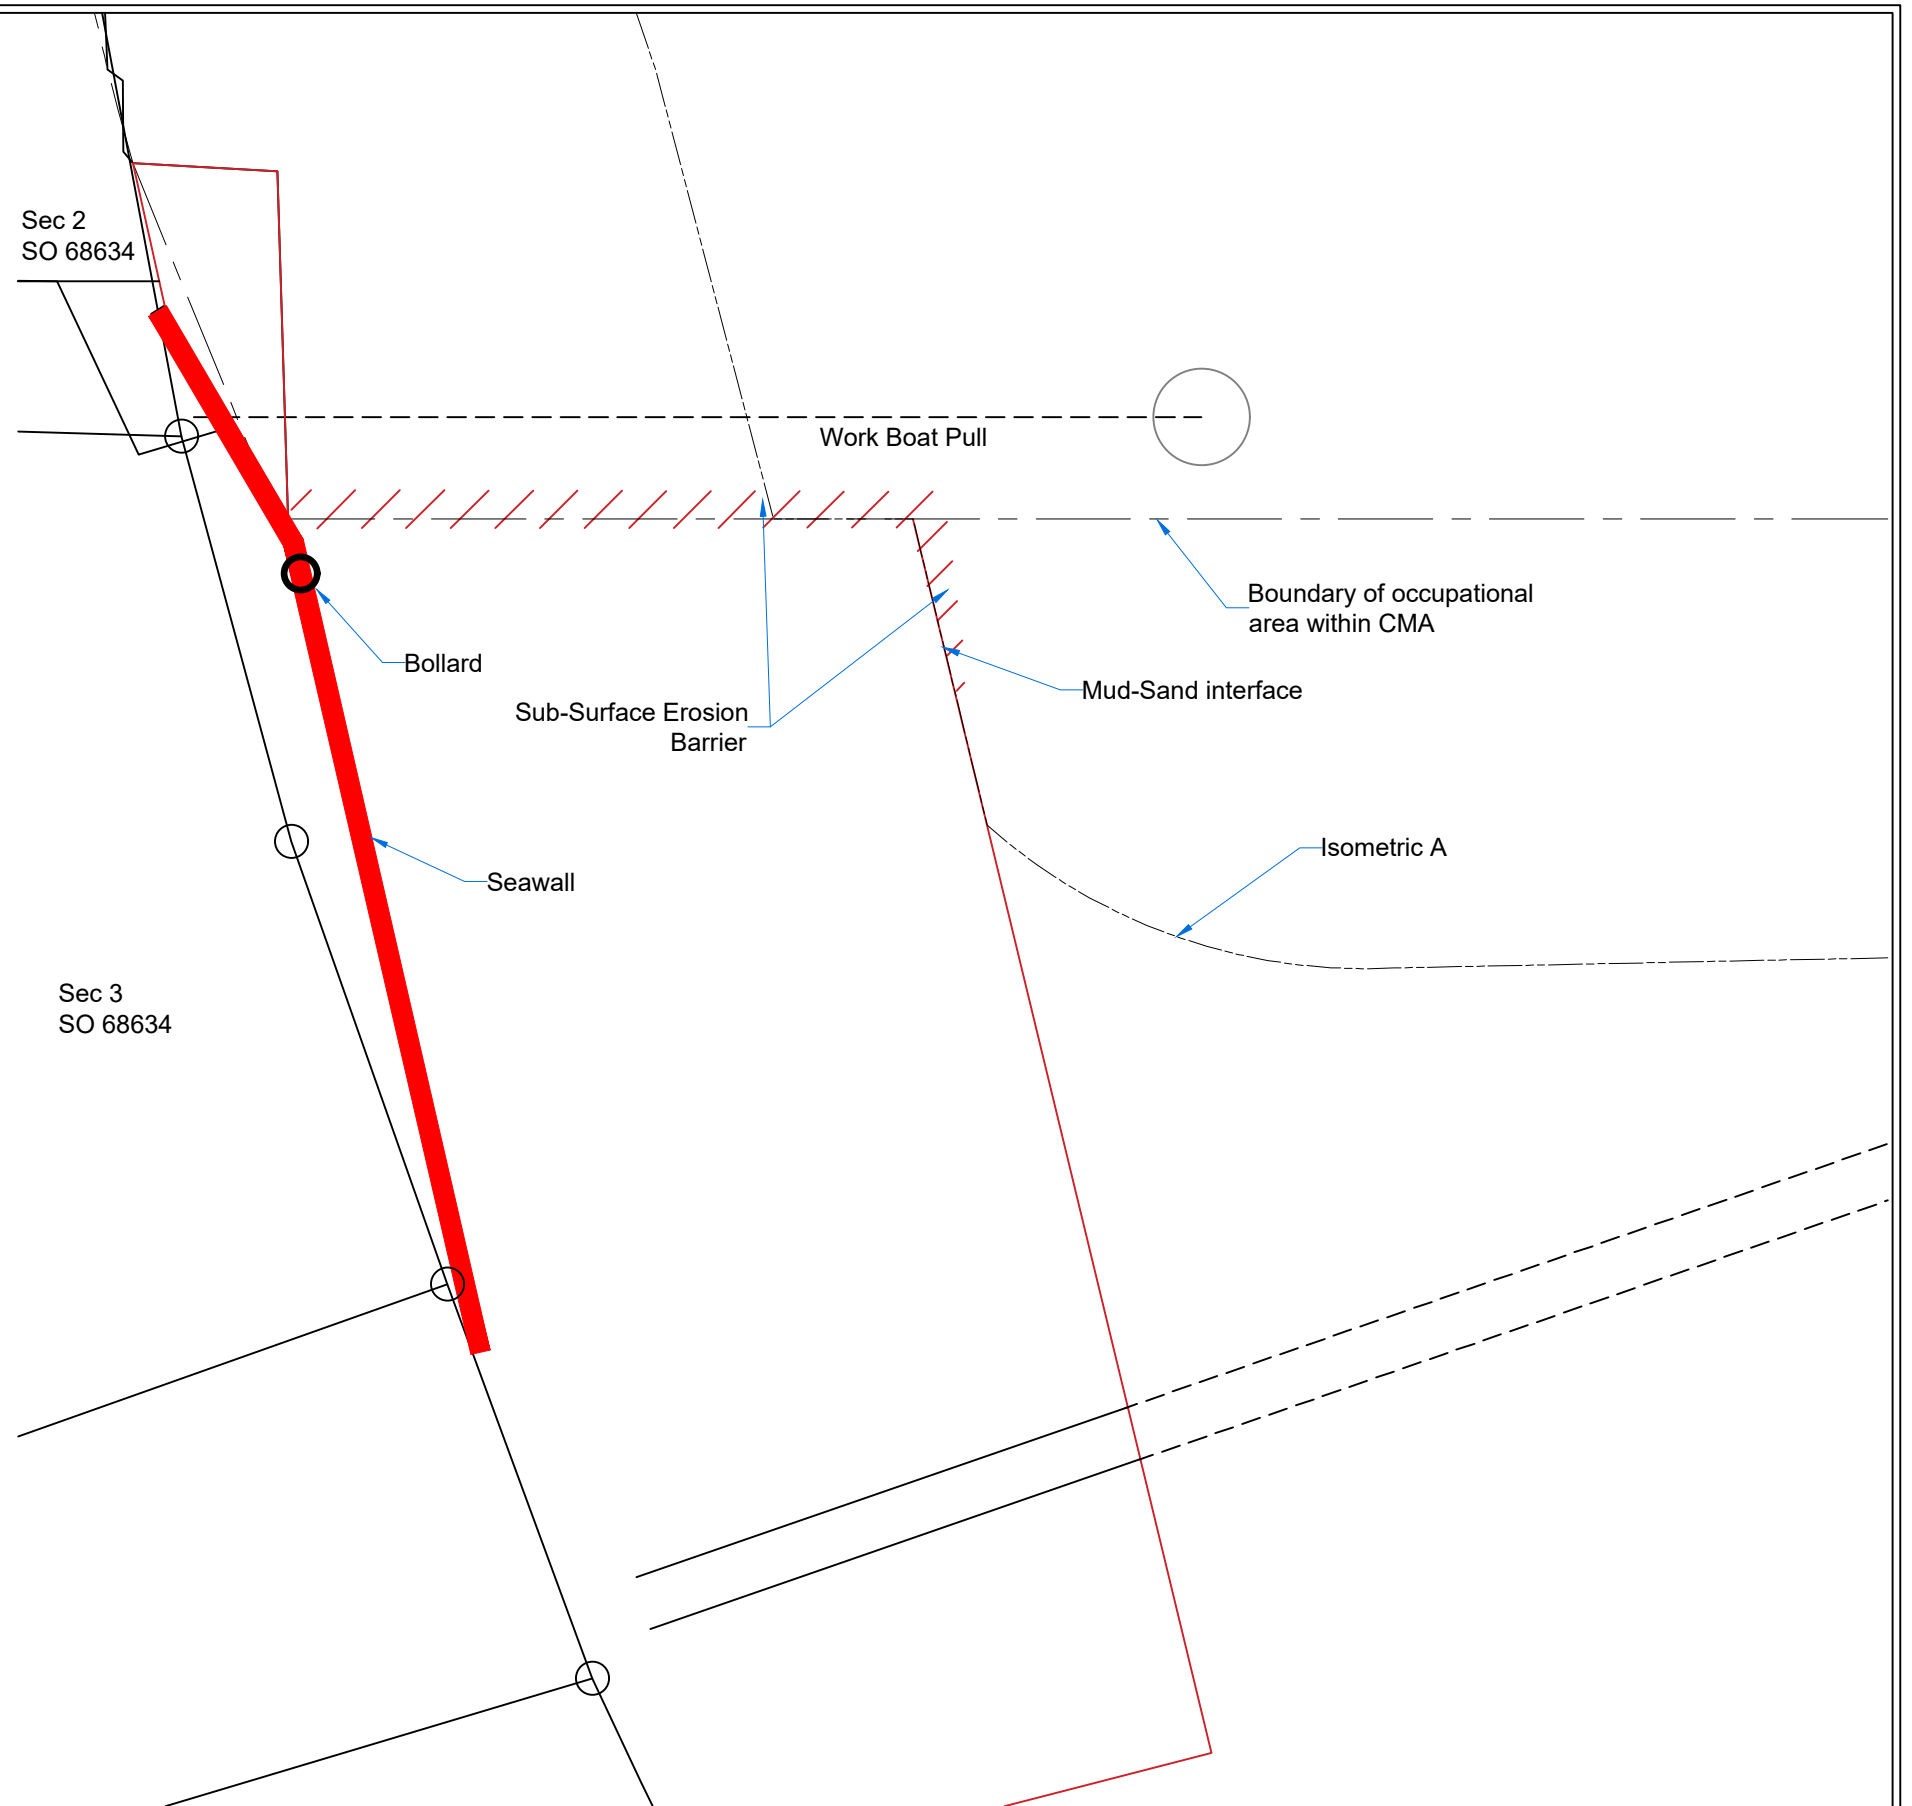 Sec 2
SO 68634
Work Boat Pull
Boundary of occupational
area within CMA
Bollard
Mud-Sand interface
Sub-Surface Erosion
Barrier
Isometric A
Seawall
Sec 3
SO 68634